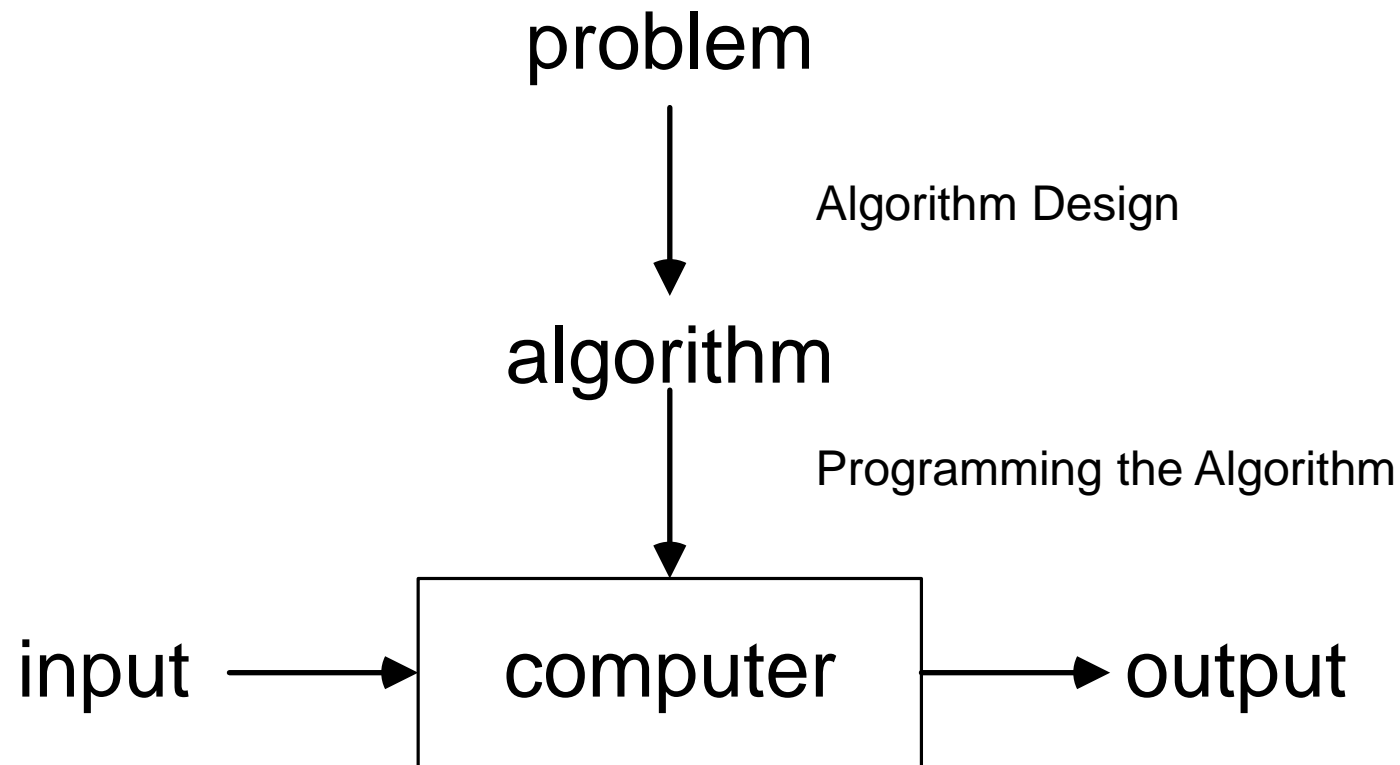 problem
Algorithm Design
algorithm
Programming the Algorithm
input
computer
output